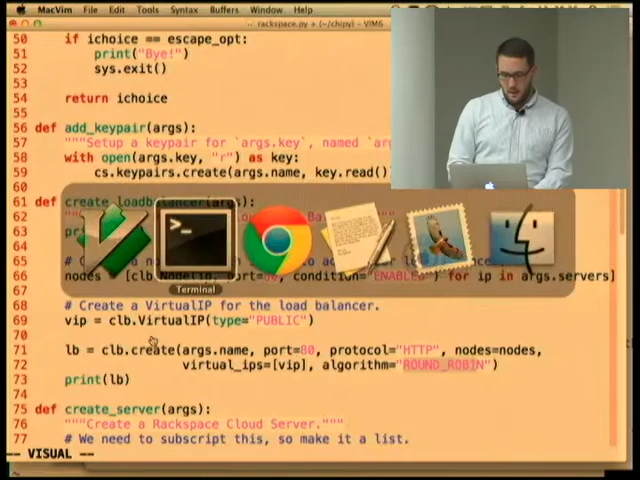 MacVim File Edit Tools Syntax Buffers Window Help
rackspace.py + (~/chipy) - VIM6
50 if ichoice == escape_opt:
51 print("Bye!")
52 sys.exit()
53
54 return ichoice
55
56 def add_keypair(args):
57 """Setup a keypair for `args.key`, named `ar
58 with open(args.key, "r") as key:
59 cs.keypairs.create(args.name, key.read()
60
61 def create_loadbalancer(args):
62
63
Terminal
65
66 nodes = [clb.Node(ip, port=80, condition="ENABLED") for ip in args.servers]
67
68 # Create a VirtualIP for the load balancer.
69 vip = clb.VirtualIP(type="PUBLIC")
70
71 lb = clb.create(args.name, port=80, protocol="HTTP", nodes=nodes,
72 virtual_ips=[vip], algorithm="ROUND_ROBIN")
73 print(lb)
74
75 def create_server(args):
76 """Create a Rackspace Cloud Server."""
77 # We need to subscript this, so make it a list.
-- VISUAL --